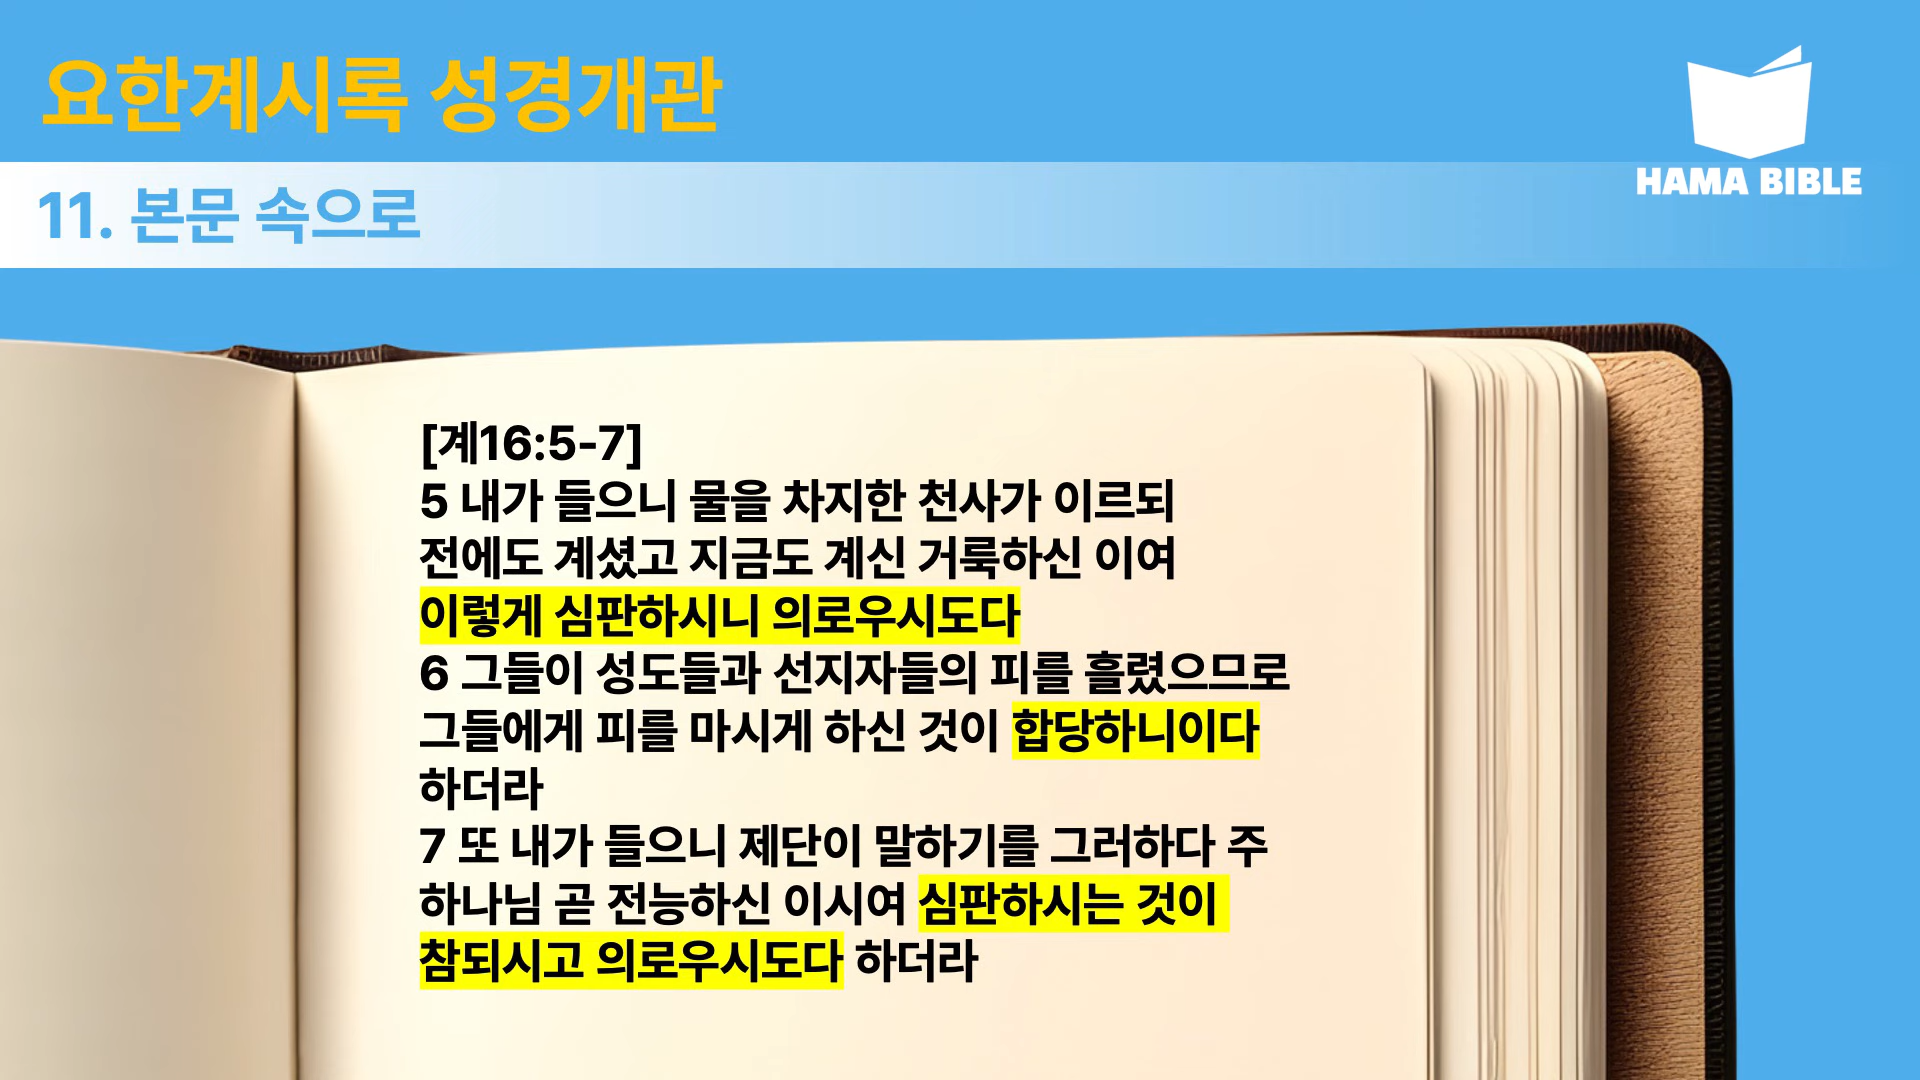 요한계시록 성경개관
HAMA BIBLE
11. 본문 속으로
[계16:5-7]
5 내가 들으니 물을 차지한 천사가 이르되
전에도 계셨고 지금도 계신 거룩하신 이여
이렇게 심판하시니 의로우시도다
6 그들이 성도들과 선지자들의 피를 흘렸으므로
그들에게 피를 마시게 하신 것이 합당하니이다
하더라
7 또 내가 들으니 제단이 말하기를 그러하다 주
하나님 곧 전능하신 이시여 심판하시는 것이
참되시고 의로우시도다 하더라